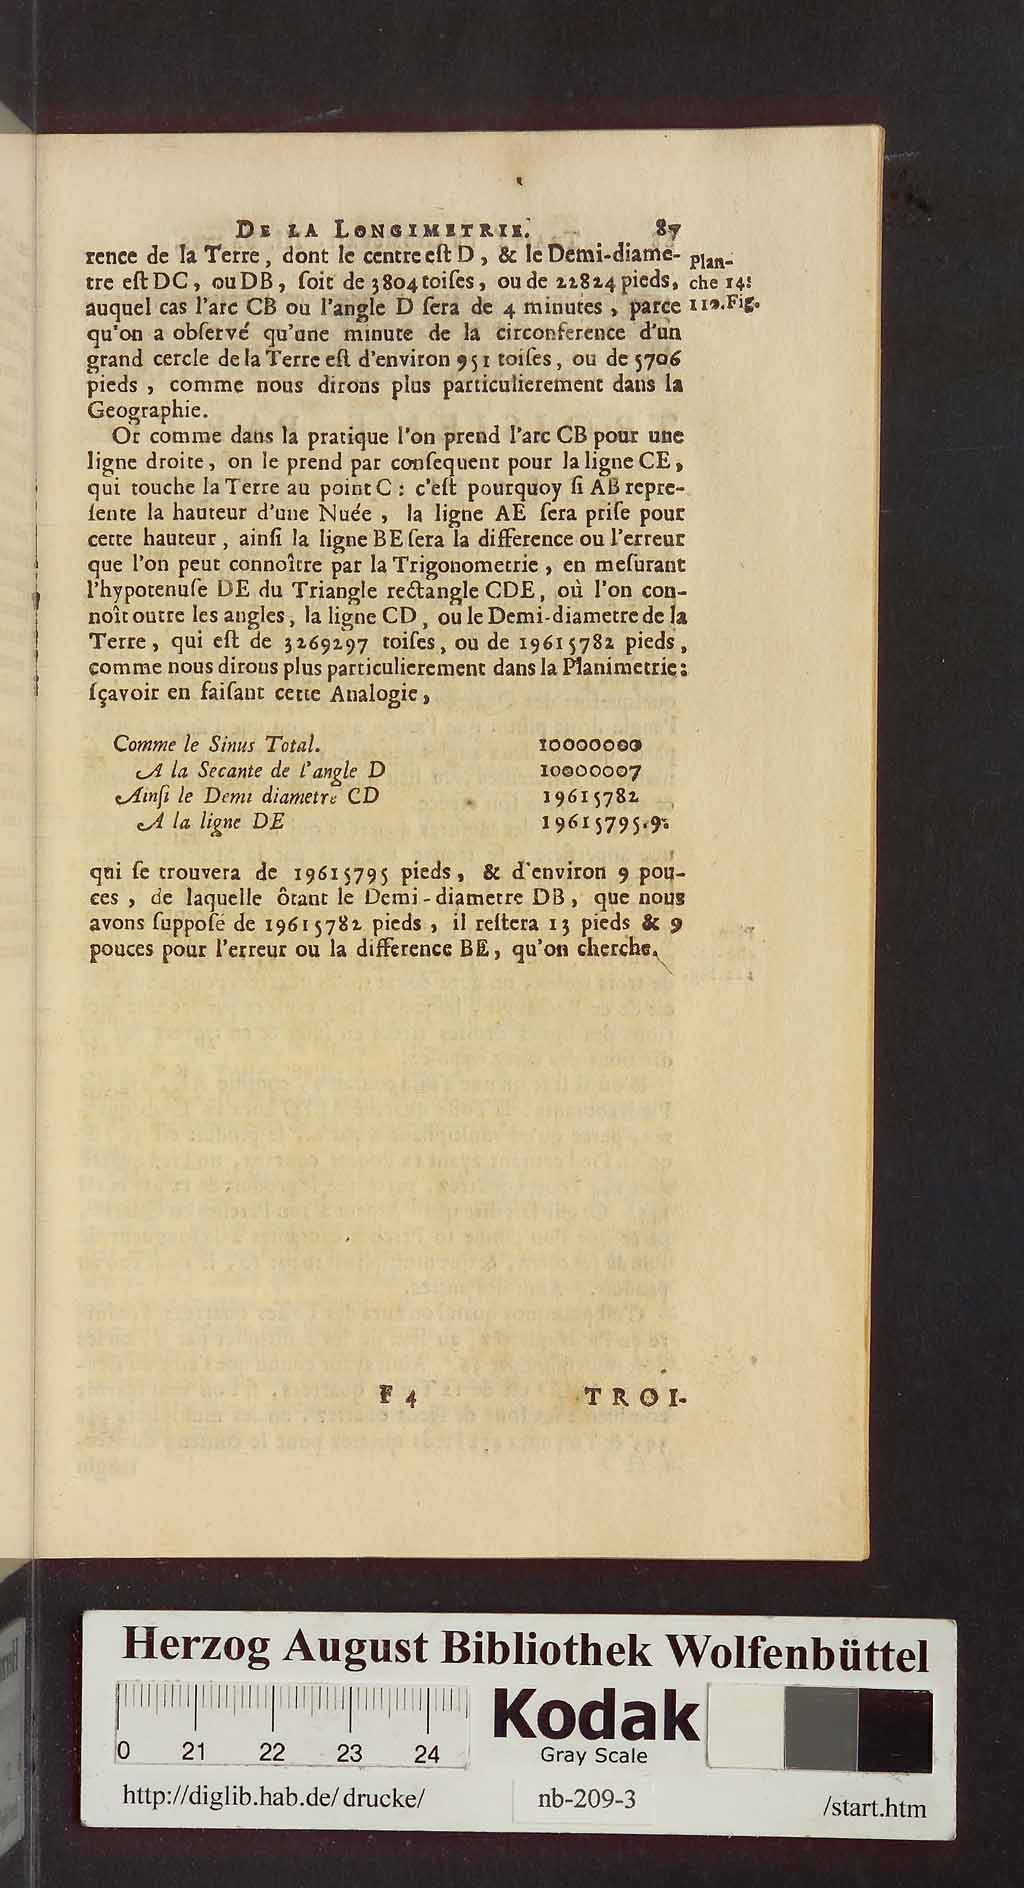 DE LA LONGIMETRIE. 87
rence de la Terre, dont le centre eſt D, & le Demi-diame-
tre eſt DC, ou DB, ſoit de 3804 toiſes, ou de 22824 pieds,
auquel cas l'arc CB ou l'angle D ſera de 4 minutes, parce
qu'on a obſervé qu'une minute de la circonference d'un
grand cercle de la Terre eſt d'environ 951 toiſes, ou de 5706
pieds, comme nous dirons plus particulierement dans la
Geographie.
Plan-
che 14.
112.Fig.
Or comme dans la pratique l'on prend l'arc CB pour une
ligne droite, on le prend par conſequent pour la ligne CE,
qui touche la Terre au point C : c'eſt pourquoy ſi AB repre-
ſente la hauteur d'une Nuée, la ligne AE ſera priſe pour
cette hauteur, ainſi la ligne BE ſera la difference ou l'erreur
que l'on peut connoître par la Trigonometrie, en meſurant
l'hypotenuſe DE du Triangle rectangle CDE, où l'on con-
noît outre les angles, la ligne CD, ou le Demi-diametre de la
Terre, qui eſt de 3269297 toiſes, ou de 19615782 pieds,
comme nous dirons plus particulierement dans la Planimetrie:
ſçavoir en faiſant cette Analogie,
Comme le Sinus Total. 10000000
A la Secante de l'angle D 10000007
Ainſi le Demi diametre CD 19615782
A la ligne DE 19615795.9.
qui ſe trouvera de 19615795 pieds, & d'environ 9 pou-
ces, de laquelle ôtant le Demi-diametre DB, que nous
avons ſuppoſé de 19615782 pieds, il reſtera 13 pieds & 9
pouces pour l'erreur ou la difference BE, qu'on cherche.
F 4 TROI-
Herzog August Bibliothek Wolfenbüttel
0 21 22 23 24
Kodak
Gray Scale
http://diglib.hab.de/drucke/ nb-209-3 /start.htm